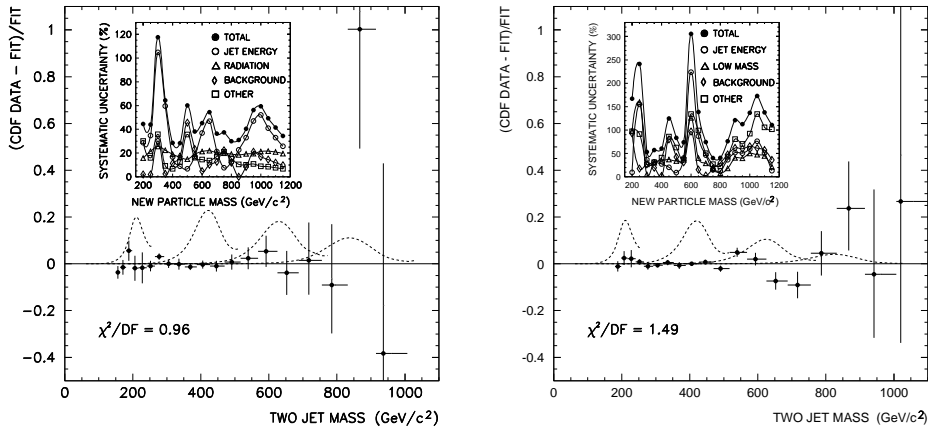 (CDF DATA - FIT)/FIT
1
0.8
0.6
0.4
0.2
0
-0.2
-0.4
SYSTEMATIC UNCERTAINTY (%)
120
100
80
60
40
20
0
TOTAL
JET ENERGY
RADIATION
BACKGROUND
OTHER
200 400 600 800 1000 1200
NEW PARTICLE MASS (GeV/c²)
χ²/DF = 0.96
0 200 400 600 800 1000
TWO JET MASS (GeV/c²)
(CDF DATA - FIT)/FIT
1
0.8
0.6
0.4
0.2
0
-0.2
0.4
SYSTEMATIC UNCERTAINTY (%)
300
250
200
150
100
50
0
TOTAL
JET ENERGY
LOW MASS
BACKGROUND
OTHER
200 400 600 800 1000 1200
NEW PARTICLE MASS (GeV/c²)
χ²/DF = 1.49
0 200 400 600 800 1000
TWO JET MASS (GeV/c²)